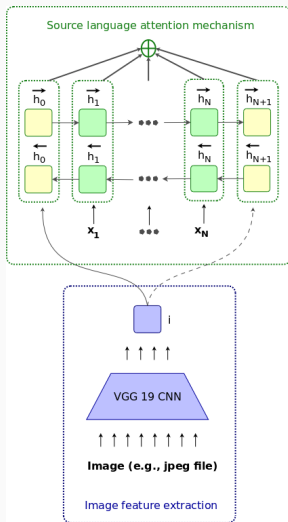 Source language attention mechanism
h0 h1 hN hN+1
h0 h1 hN hN+1
x1 xN
i
VGG 19 CNN
Image (e.g., jpeg file)
Image feature extraction